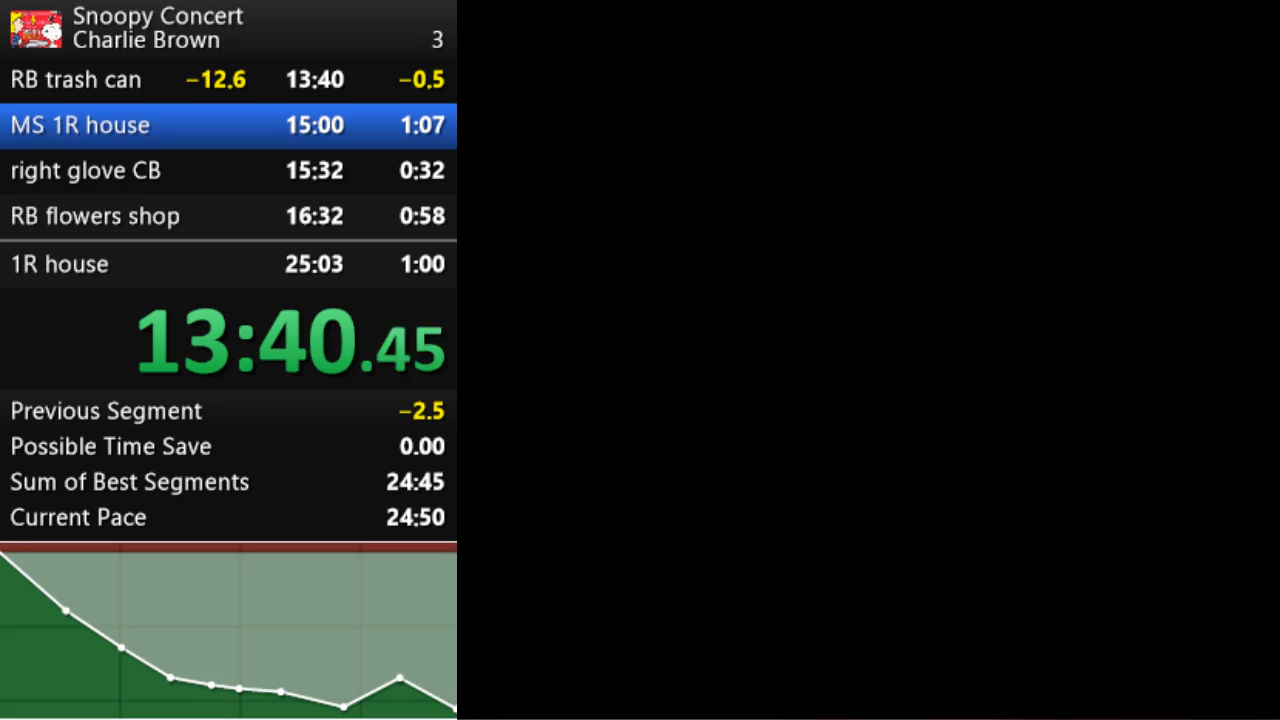 Snoopy Concert
Charlie Brown 3
RB trash can −12.6 13:40 −0.5
MS 1R house 15:00 1:07
right glove CB 15:32 0:32
RB flowers shop 16:32 0:58
1R house 25:03 1:00
13:40.45
Previous Segment −2.5
Possible Time Save 0.00
Sum of Best Segments 24:45
Current Pace 24:50